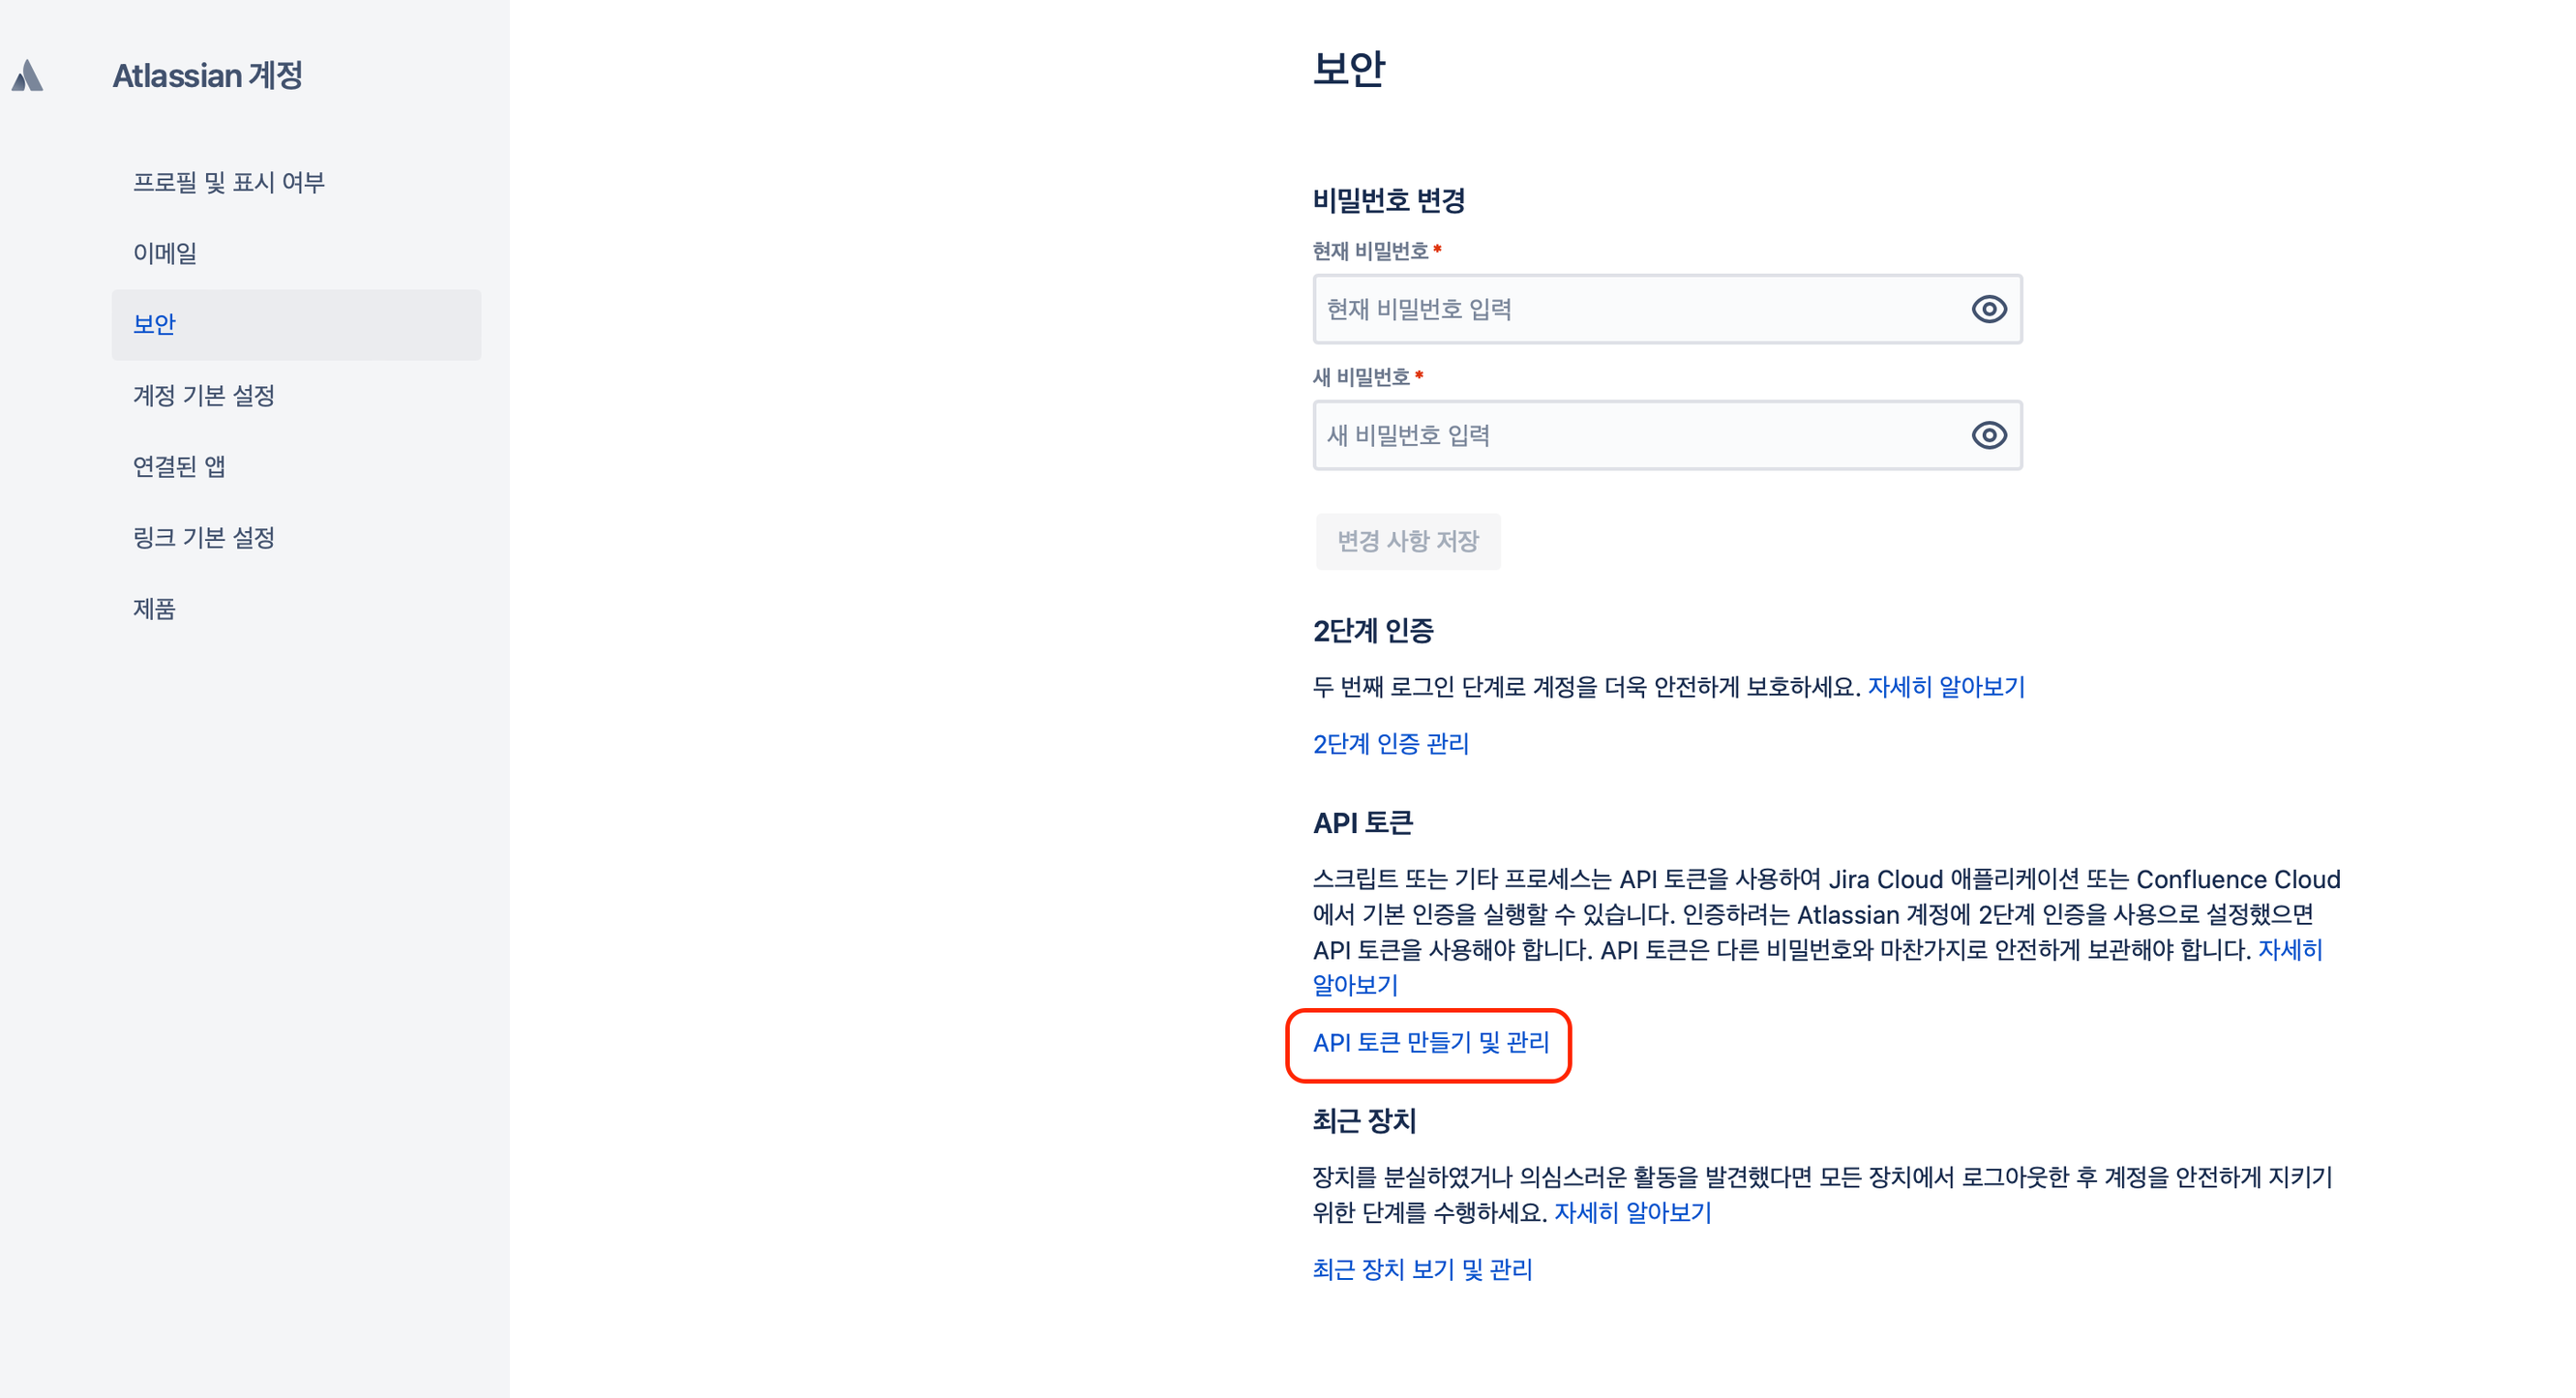 Atlassian 계정
프로필 및 표시 여부
이메일
보안
계정 기본 설정
연결된 앱
링크 기본 설정
제품
보안
비밀번호 변경
현재 비밀번호 *
현재 비밀번호 입력
새 비밀번호 *
새 비밀번호 입력
변경 사항 저장
2단계 인증
두 번째 로그인 단계로 계정을 더욱 안전하게 보호하세요. 자세히 알아보기
2단계 인증 관리
API 토큰
스크립트 또는 기타 프로세스는 API 토큰을 사용하여 Jira Cloud 애플리케이션 또는 Confluence Cloud
에서 기본 인증을 실행할 수 있습니다. 인증하려는 Atlassian 계정에 2단계 인증을 사용으로 설정했으면
API 토큰을 사용해야 합니다. API 토큰은 다른 비밀번호와 마찬가지로 안전하게 보관해야 합니다. 자세히
알아보기
API 토큰 만들기 및 관리
최근 장치
장치를 분실하였거나 의심스러운 활동을 발견했다면 모든 장치에서 로그아웃한 후 계정을 안전하게 지키기
위한 단계를 수행하세요. 자세히 알아보기
최근 장치 보기 및 관리